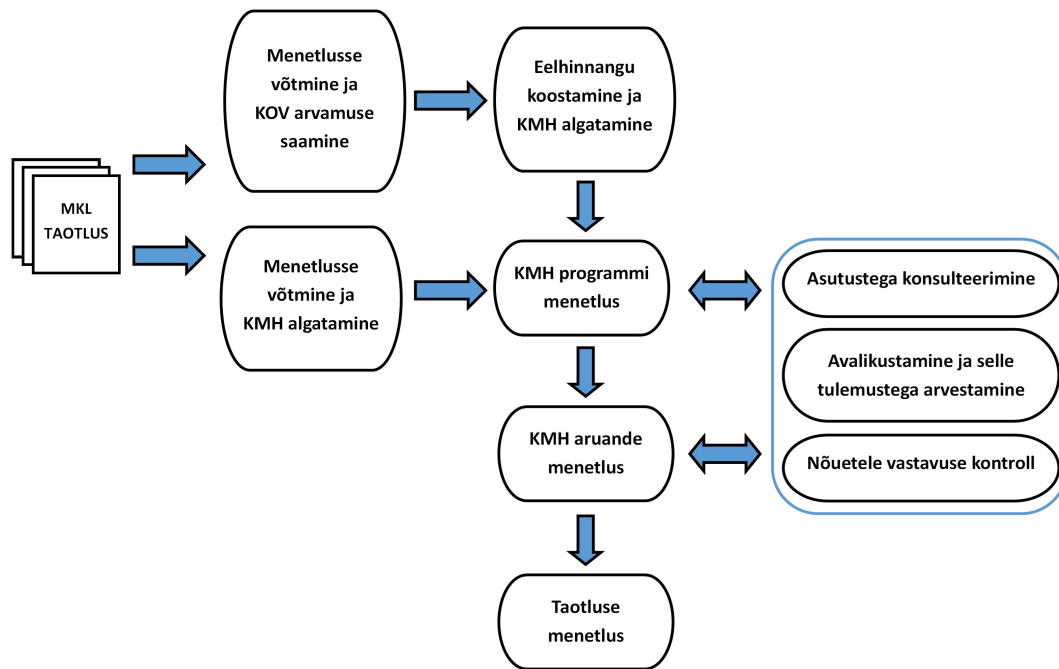 MKL
TAOTLUS
Menetlusse
võtmine ja
KOV arvamuse
saamine
Eelhinnangu
koostamine ja
KMH algatamine
Menetlusse
võtmine ja
KMH algatamine
KMH programmi
menetlus
Asutustega konsulteerimine
Avalikustamine ja selle
tulemustega arvestamine
Nõuetele vastavuse kontroll
KMH aruande
menetlus
Taotluse
menetlus